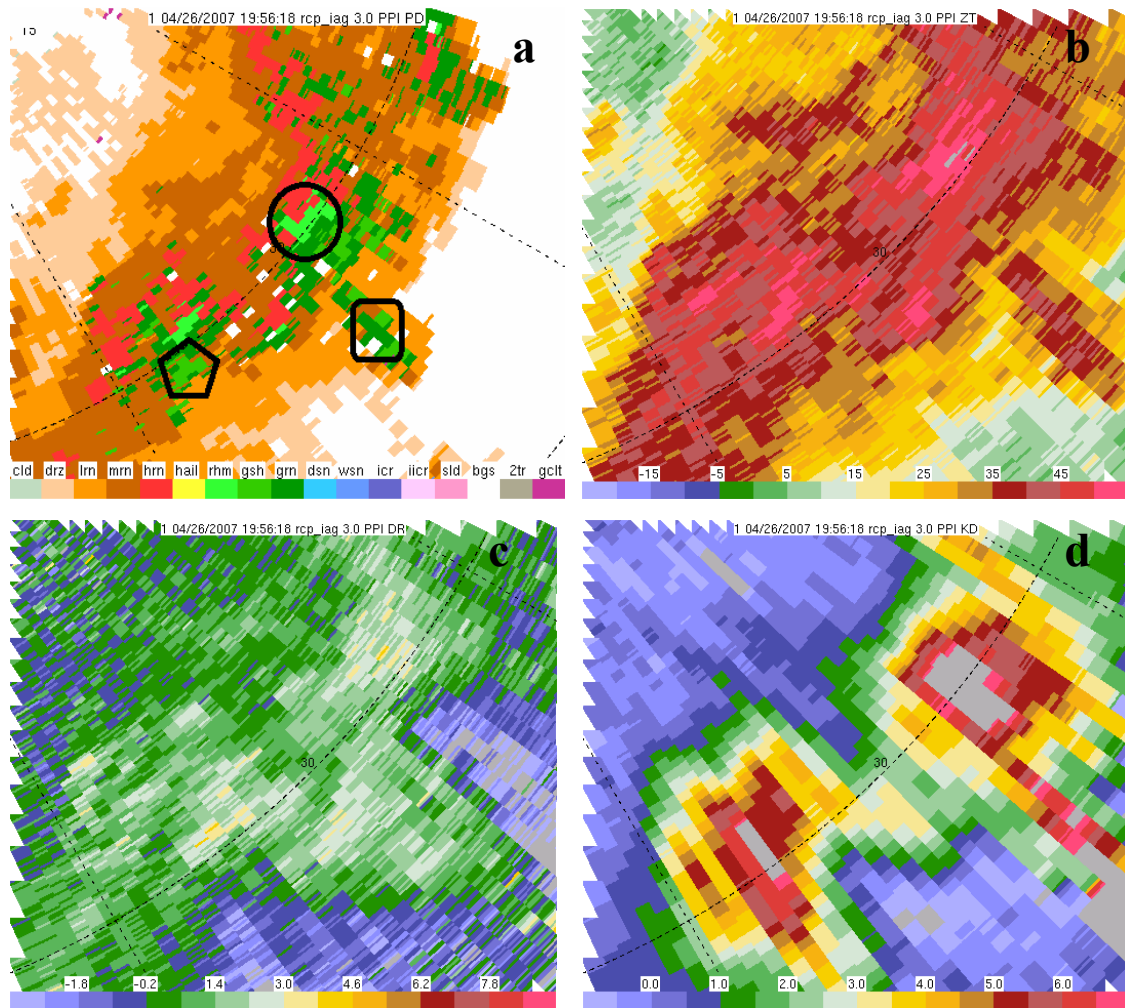 1 04/26/2007 19:56:18 rcp_iag 3.0 PPI PD
a
15
30
cld drz lrn mrn hrn hail rhm gsh grn dsn wsn icr iicr sld bgs 2tr gclt
1 04/26/2007 19:56:18 rcp_iag 3.0 PPI ZT
b
30
-15 -5 5 15 25 35 45
1 04/26/2007 19:56:18 rcp_iag 3.0 PPI DR
c
30
-1.8 -0.2 1.4 3.0 4.6 6.2 7.8
1 04/26/2007 19:56:18 rcp_iag 3.0 PPI KD
d
30
0.0 1.0 2.0 3.0 4.0 5.0 6.0